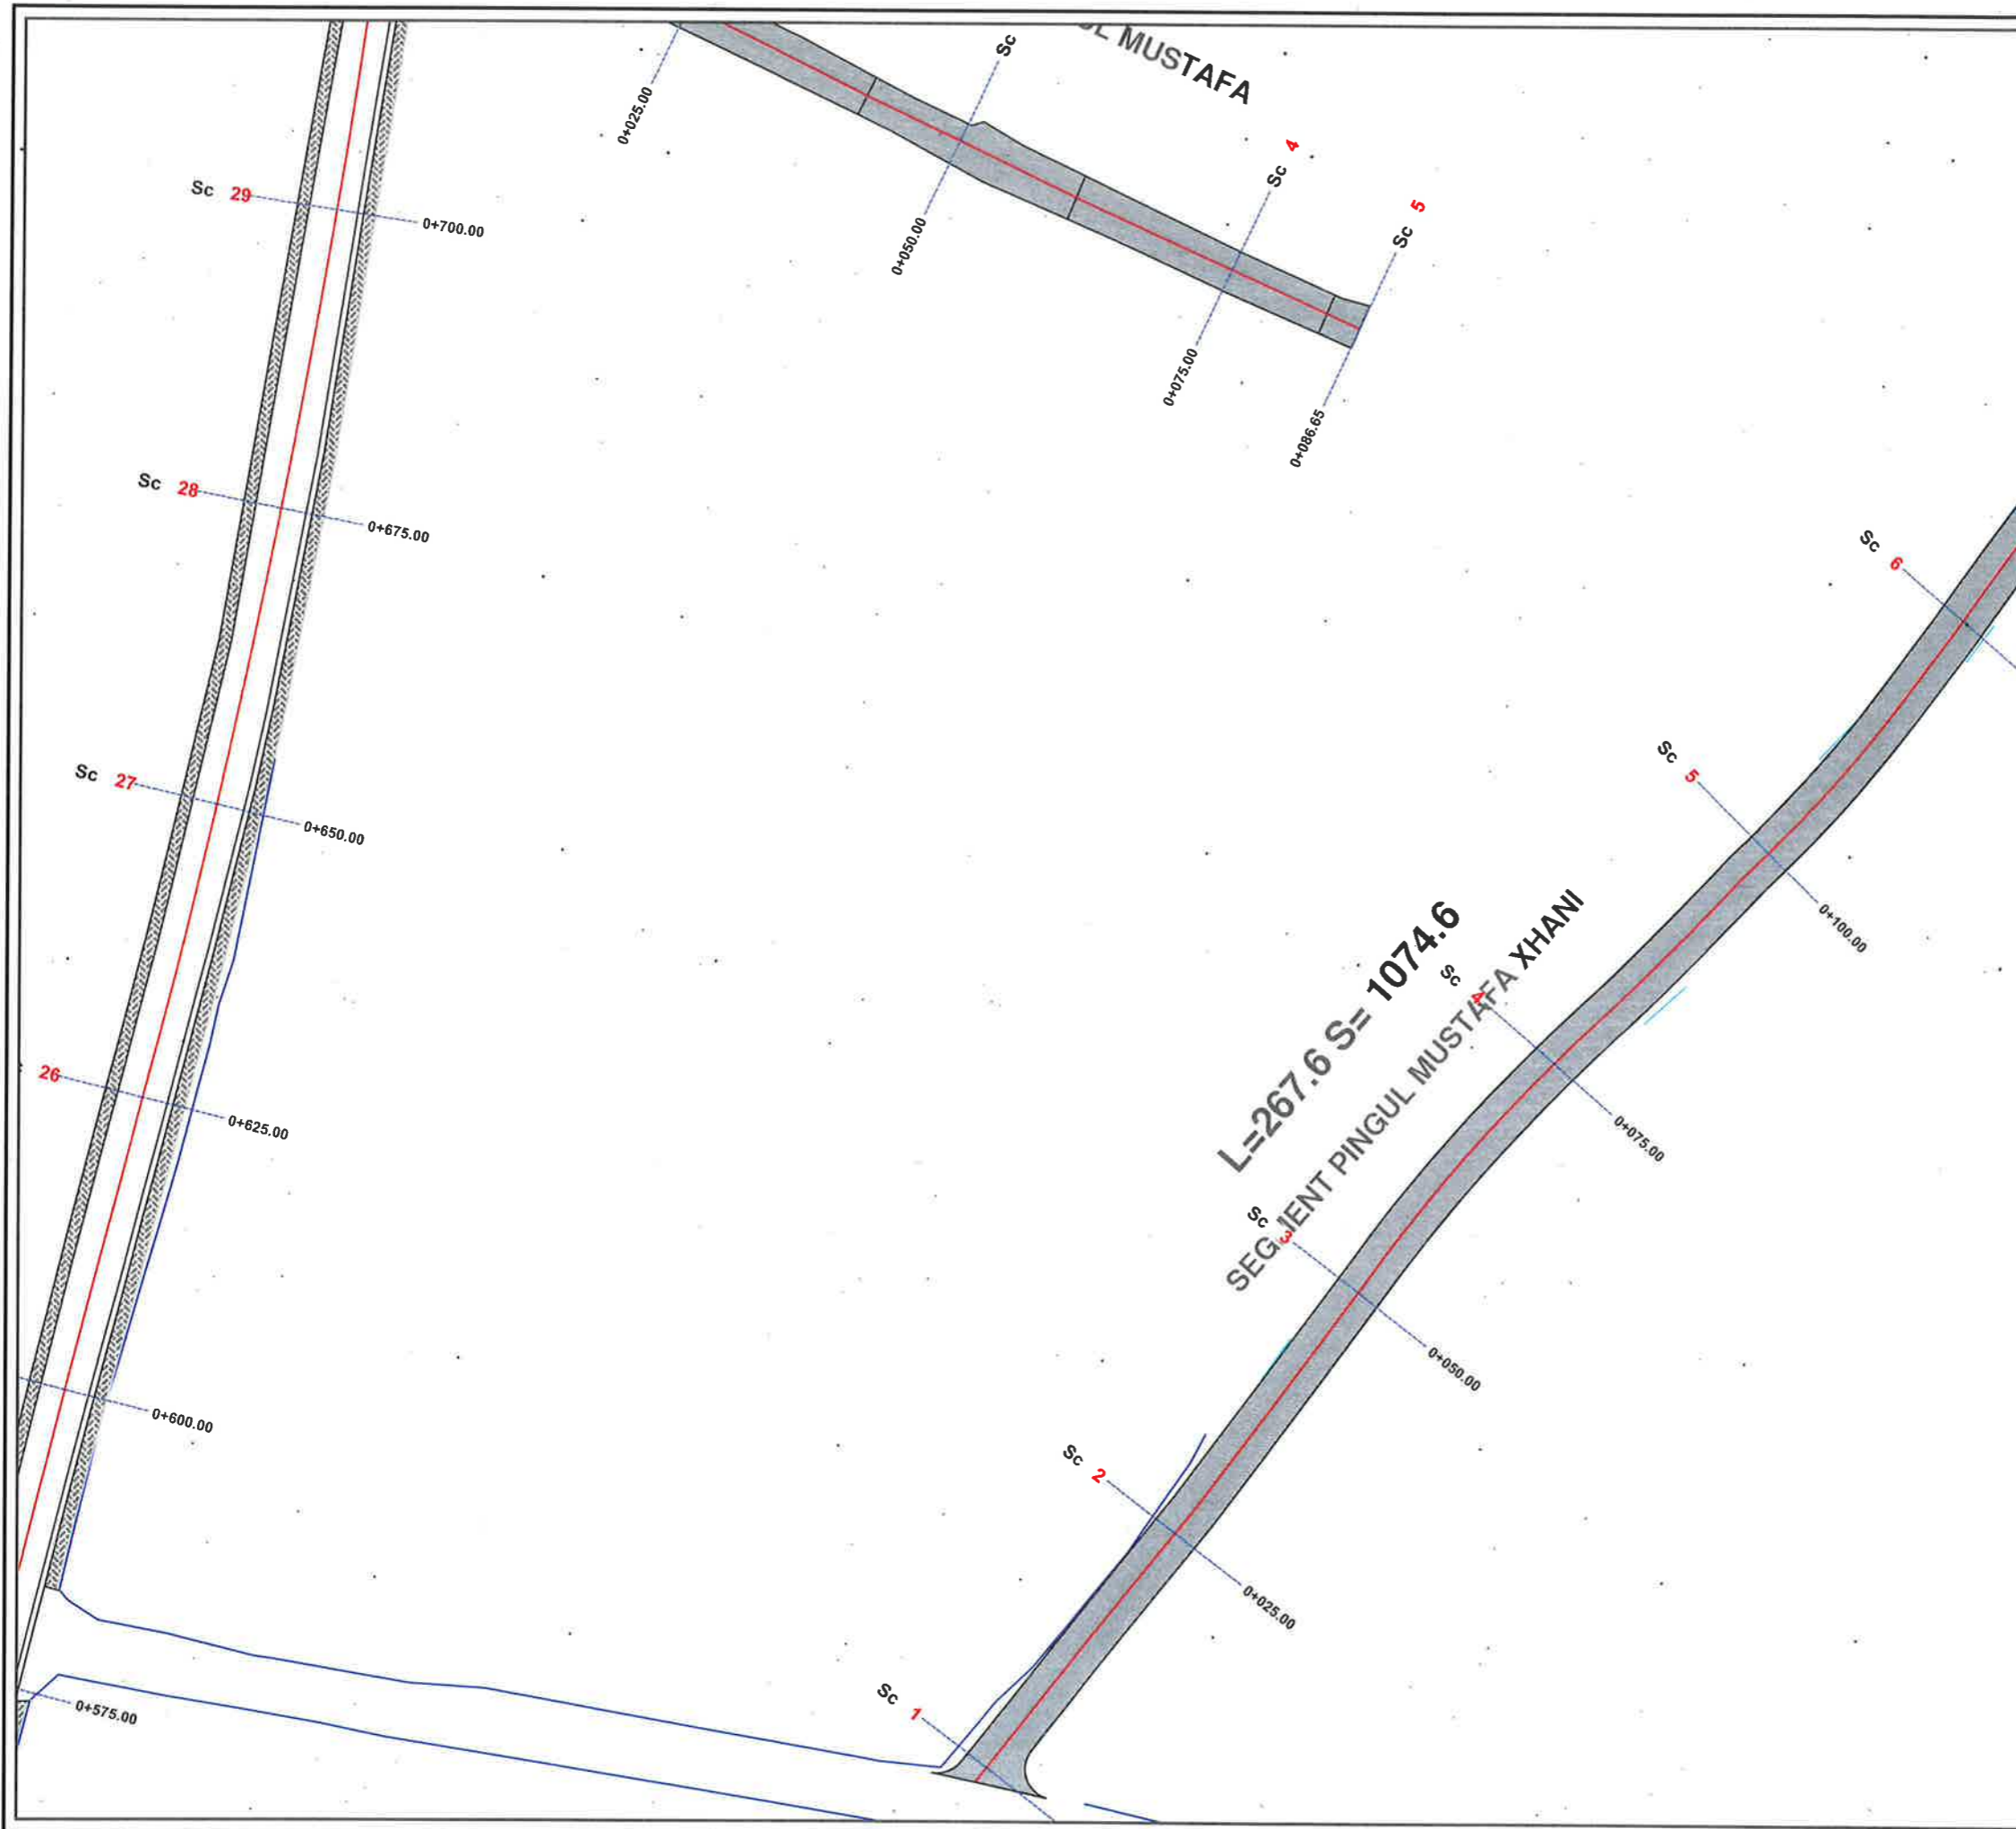 UL MUSTAFA
Sc
0+025.00
0+050.00
Sc 4
0+075.00
Sc 5
0+086.65
Sc 29
0+700.00
Sc 28
0+675.00
Sc 27
0+650.00
26
0+625.00
0+600.00
0+575.00
Sc 6
Sc 5
0+100.00
L=267.6 S= 1074.6
SEGJENT PINGUL MUSTAFA XHANI
Sc 4
0+075.00
Sc 3
0+050.00
Sc 2
0+025.00
Sc 1